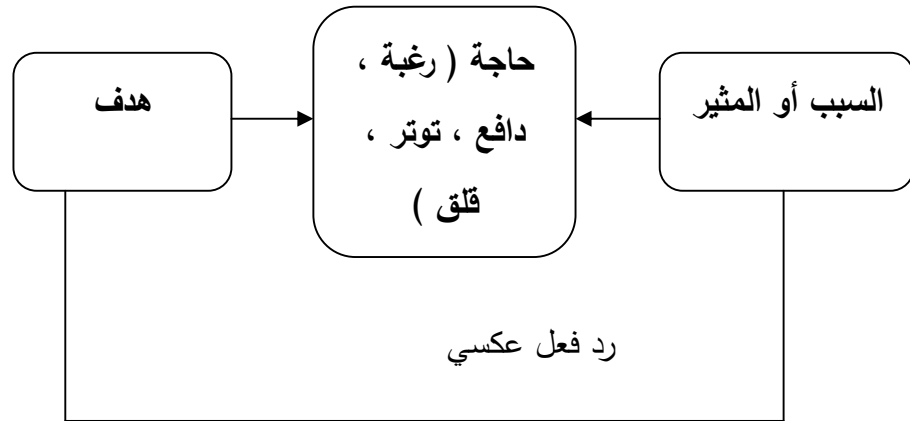 السبب أو المثير
حاجة ( رغبة ،
دافع ، توتر ،
قلق )
هدف
رد فعل عكسي